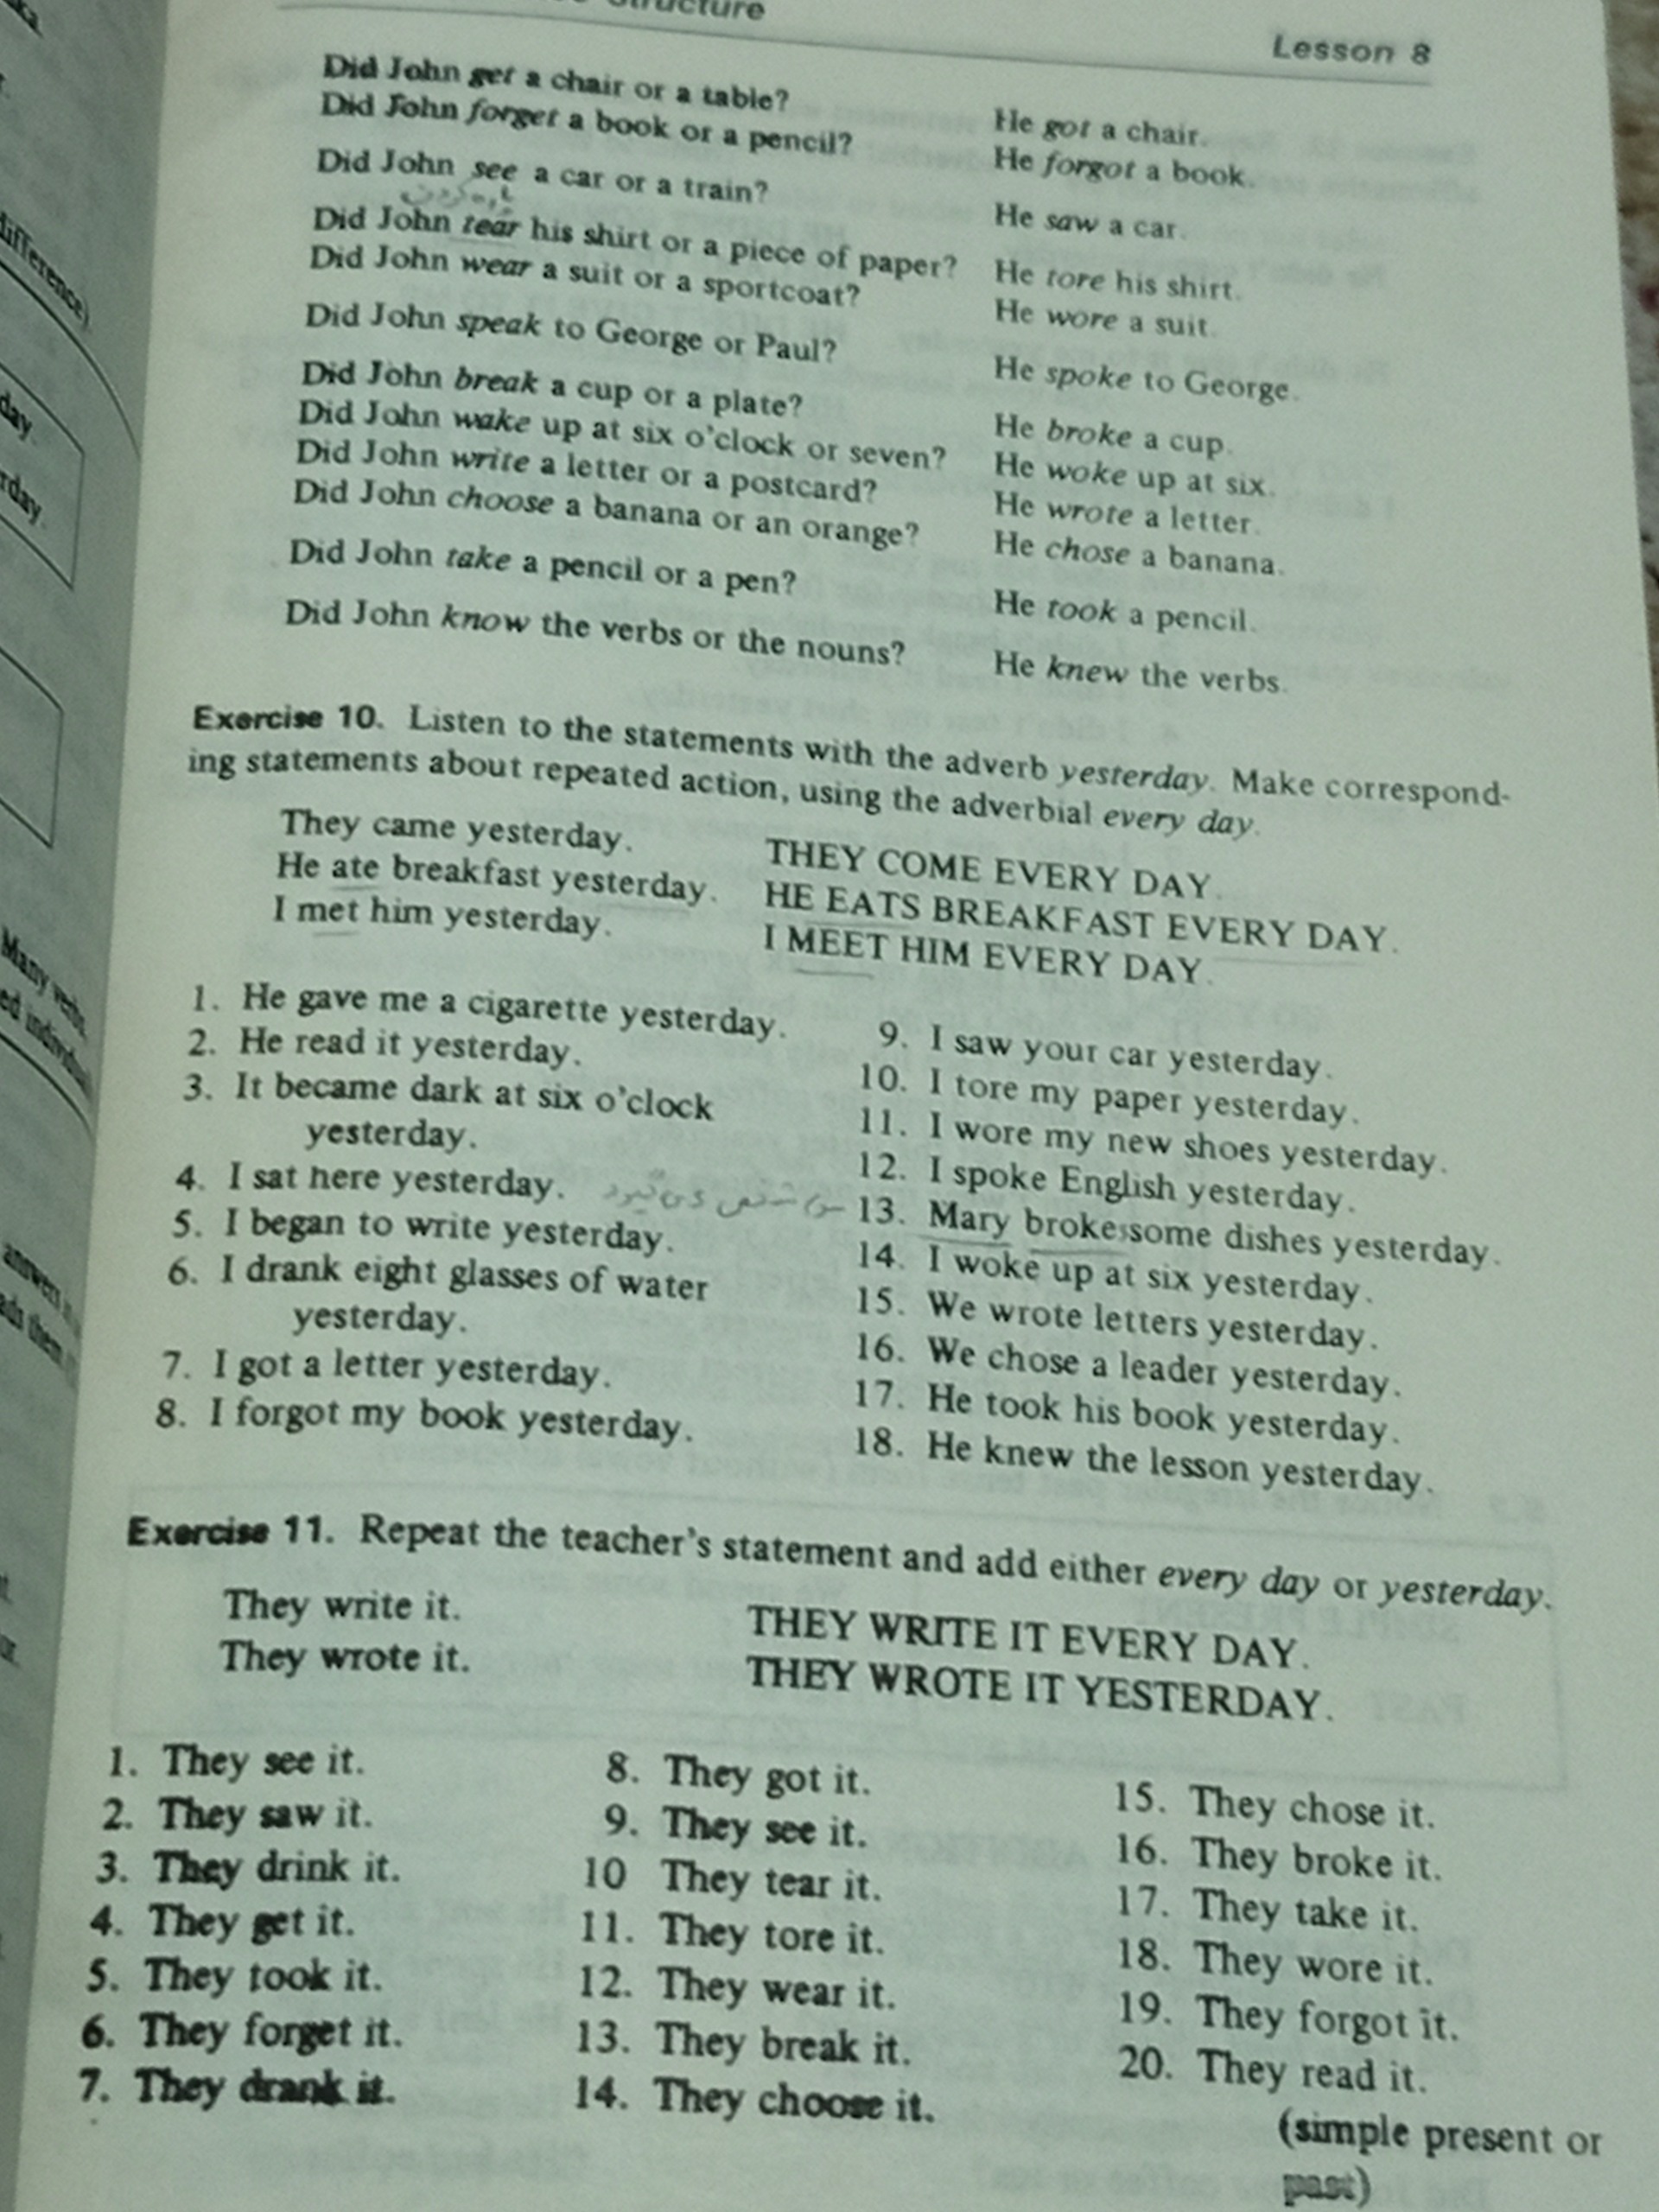 Structure
Lesson 8
Did John get a chair or a table? He got a chair.
Did John forget a book or a pencil? He forgot a book.
Did John see a car or a train? He saw a car.
پاره کردن
Did John tear his shirt or a piece of paper? He tore his shirt.
Did John wear a suit or a sportcoat? He wore a suit.
Did John speak to George or Paul? He spoke to George.
Did John break a cup or a plate? He broke a cup.
Did John wake up at six o'clock or seven? He woke up at six.
Did John write a letter or a postcard? He wrote a letter.
Did John choose a banana or an orange? He chose a banana.
Did John take a pencil or a pen? He took a pencil.
Did John know the verbs or the nouns? He knew the verbs.
Exercise 10. Listen to the statements with the adverb yesterday. Make correspond-
ing statements about repeated action, using the adverbial every day.
They came yesterday. THEY COME EVERY DAY.
He ate breakfast yesterday. HE EATS BREAKFAST EVERY DAY.
I met him yesterday. I MEET HIM EVERY DAY.
1. He gave me a cigarette yesterday.
2. He read it yesterday.
3. It became dark at six o'clock
yesterday.
4. I sat here yesterday.
5. I began to write yesterday.
6. I drank eight glasses of water
yesterday.
7. I got a letter yesterday.
8. I forgot my book yesterday.
9. I saw your car yesterday.
10. I tore my paper yesterday.
11. I wore my new shoes yesterday.
12. I spoke English yesterday.
13. Mary broke some dishes yesterday.
14. I woke up at six yesterday.
15. We wrote letters yesterday.
16. We chose a leader yesterday.
17. He took his book yesterday.
18. He knew the lesson yesterday.
Exercise 11. Repeat the teacher's statement and add either every day or yesterday.
They write it. THEY WRITE IT EVERY DAY.
They wrote it. THEY WROTE IT YESTERDAY.
1. They see it.
2. They saw it.
3. They drink it.
4. They get it.
5. They took it.
6. They forget it.
7. They drank it.
8. They got it.
9. They see it.
10 They tear it.
11. They tore it.
12. They wear it.
13. They break it.
14. They choose it.
15. They chose it.
16. They broke it.
17. They take it.
18. They wore it.
19. They forgot it.
20. They read it.
(simple present or
past)
difference)
day.
rday.
Many verbs